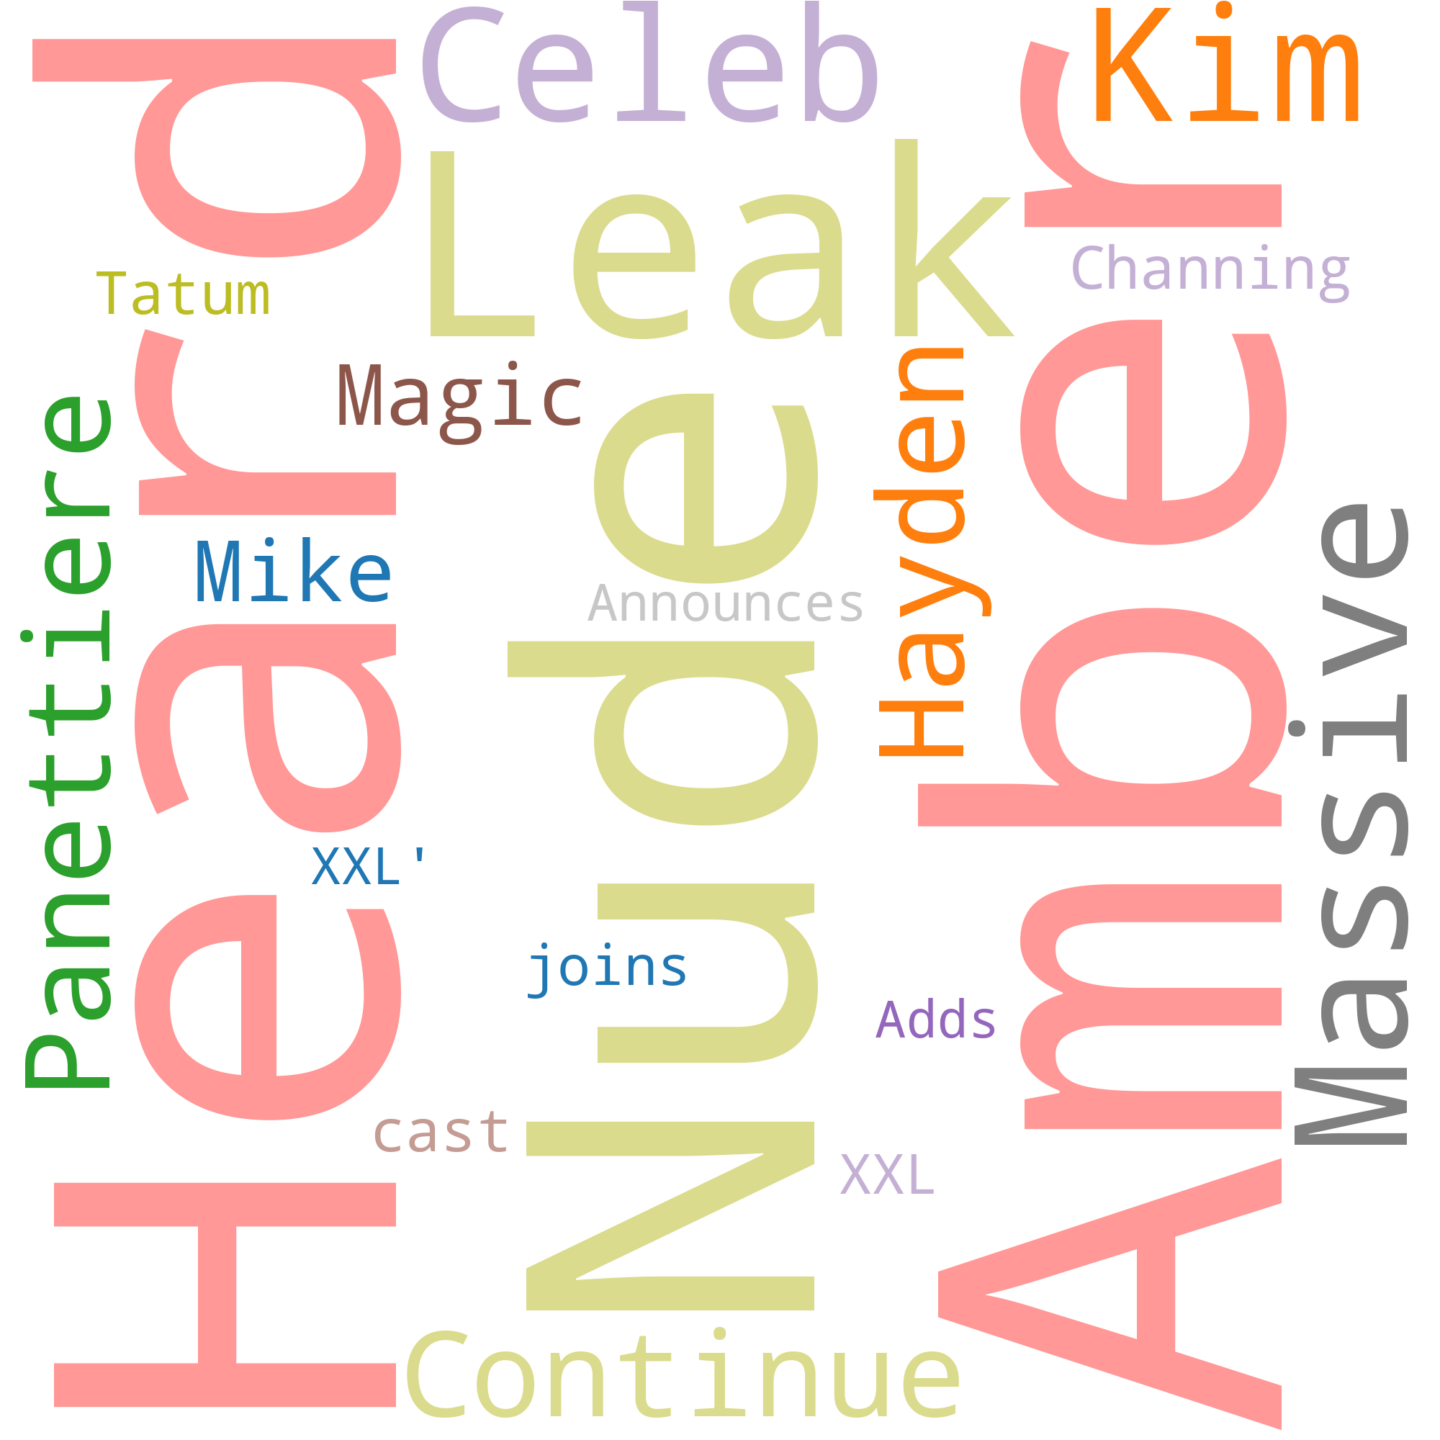 Celeb
Kim
Leak
Heard
Amber
Channing
Tatum
Magic
Hayden
Panettiere
Nude
Massive
Mike
Announces
XXL'
joins
Adds
cast
XXL
Continue